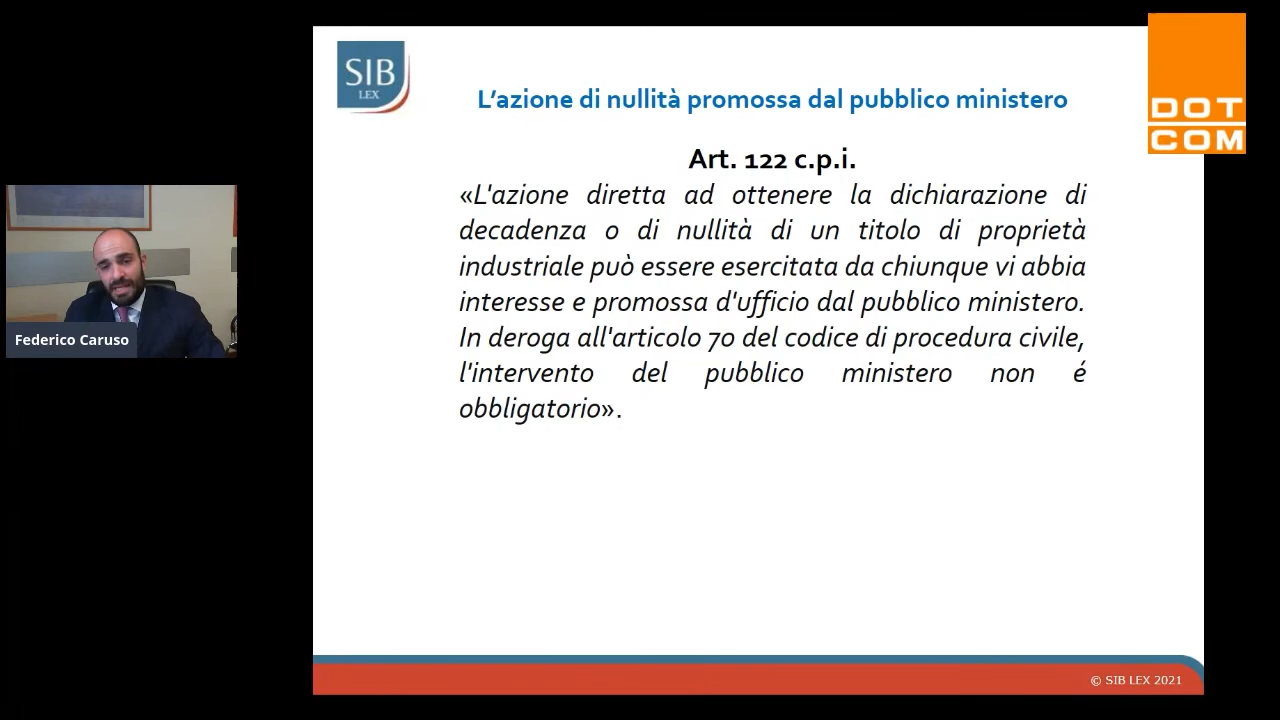 SIB
LEX
L’azione di nullità promossa dal pubblico ministero
DOT
COM
Art. 122 c.p.i.
«L'azione diretta ad ottenere la dichiarazione di
decadenza o di nullità di un titolo di proprietà
industriale può essere esercitata da chiunque vi abbia
interesse e promossa d'ufficio dal pubblico ministero.
In deroga all'articolo 70 del codice di procedura civile,
l'intervento del pubblico ministero non é
obbligatorio».
Federico Caruso
© SIB LEX 2021